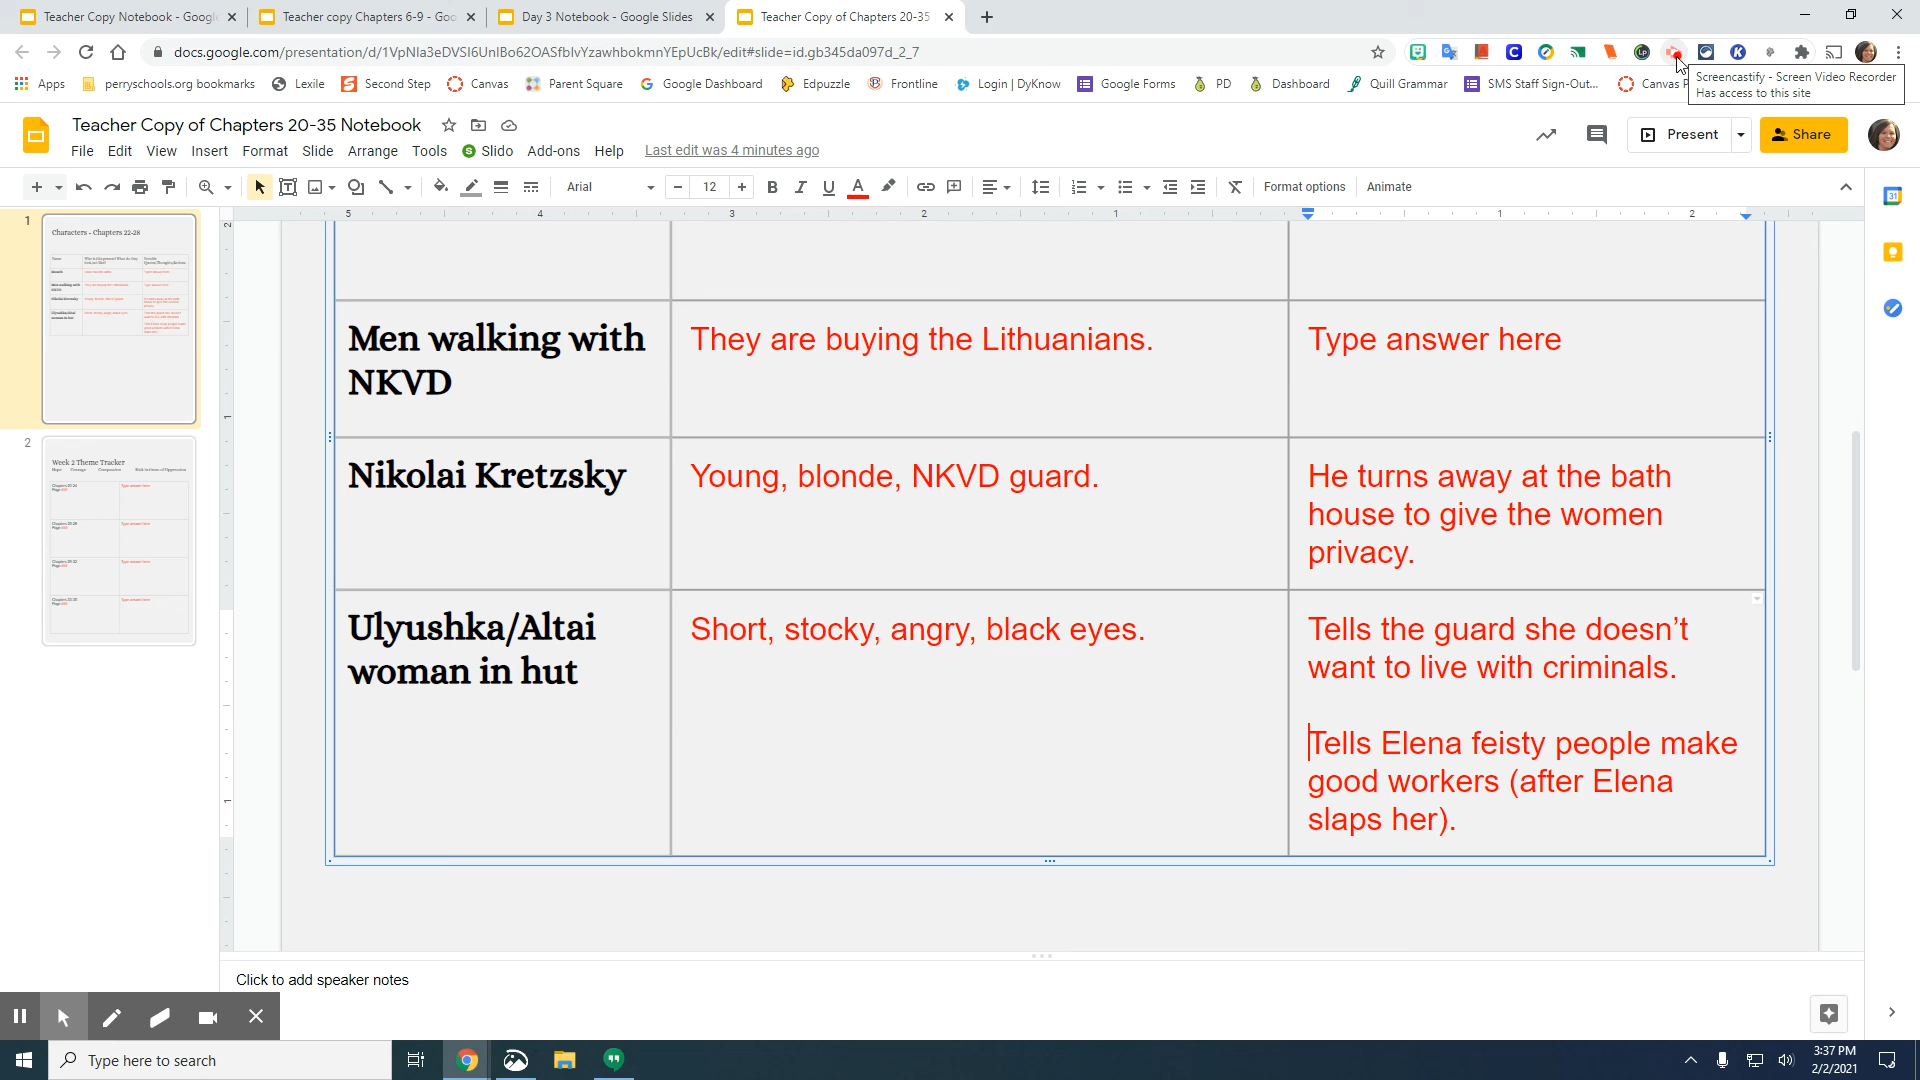 Teacher Copy Notebook - Google
Teacher copy Chapters 6-9 - Goo
Day 3 Notebook - Google Slides
Teacher Copy of Chapters 20-35
docs.google.com/presentation/d/1VpNIa3eDVSI6UnIBo62OASfbIvYzawhbokmnYEpUcBk/edit#slide=id.gb345da097d_2_7
Apps
perryschools.org bookmarks
Lexile
Second Step
Canvas
Parent Square
Google Dashboard
Edpuzzle
Frontline
Login | DyKnow
Google Forms
PD
Dashboard
Quill Grammar
SMS Staff Sign-Out...
Canvas P
Screencastify - Screen Video Recorder
Has access to this site
Teacher Copy of Chapters 20-35 Notebook
Present
Share
File Edit View Insert Format Slide Arrange Tools Slido Add-ons Help
Last edit was 4 minutes ago
Arial
12
Format options
Animate
1
Characters - Chapters 22-28
2
Week 2 Theme Tracker
Men walking with
NKVD
They are buying the Lithuanians.
Type answer here
Nikolai Kretzsky
Young, blonde, NKVD guard.
He turns away at the bath
house to give the women
privacy.
Ulyushka/Altai
woman in hut
Short, stocky, angry, black eyes.
Tells the guard she doesn't
want to live with criminals.
Tells Elena feisty people make
good workers (after Elena
slaps her).
Click to add speaker notes
Type here to search
3:37 PM
2/2/2021